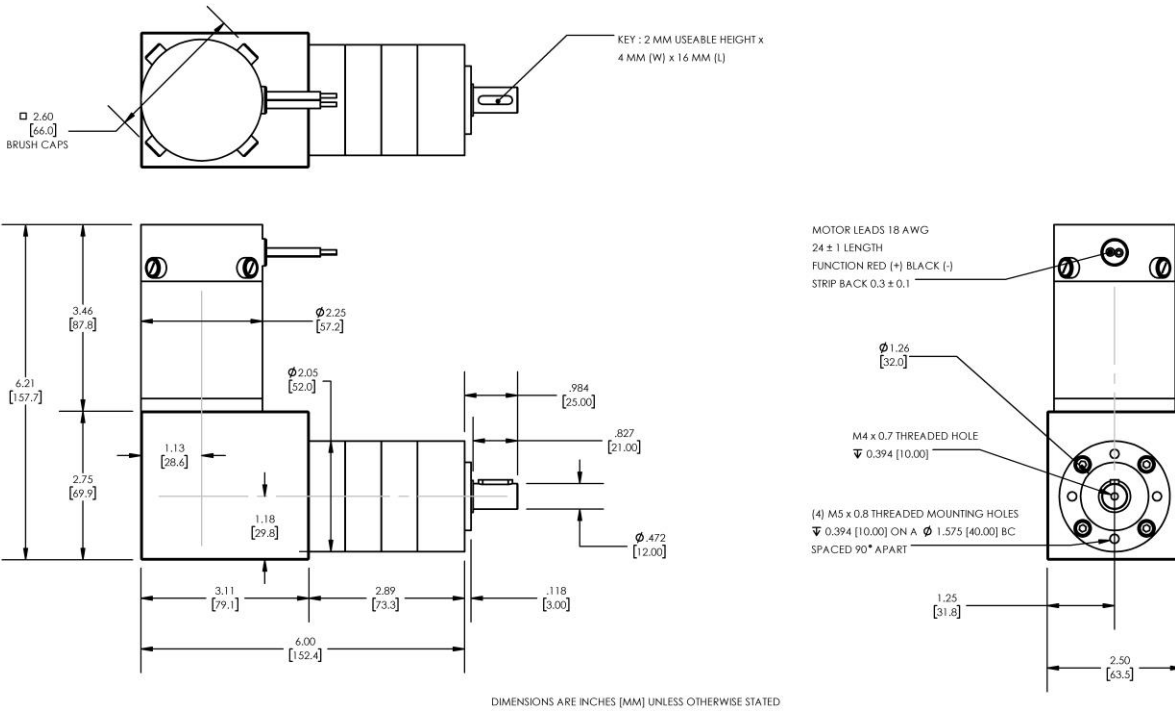 KEY : 2 MM USEABLE HEIGHT x
4 MM (W) x 16 MM (L)
□ 2.60
[66.0]
BRUSH CAPS
3.46
[87.8]
6.21
[157.7]
2.75
[69.9]
Ø2.25
[57.2]
Ø2.05
[52.0]
.984
[25.00]
.827
[21.00]
1.13
[28.6]
1.18
[29.8]
Ø.472
[12.00]
3.11
[79.1]
2.89
[73.3]
.118
[3.00]
6.00
[152.4]
MOTOR LEADS 18 AWG
24 ± 1 LENGTH
FUNCTION RED (+) BLACK (-)
STRIP BACK 0.3 ± 0.1
Ø1.26
[32.0]
M4 x 0.7 THREADED HOLE
↧ 0.394 [10.00]
(4) M5 x 0.8 THREADED MOUNTING HOLES
↧ 0.394 [10.00] ON A Ø 1.575 [40.00] BC
SPACED 90° APART
1.25
[31.8]
2.50
[63.5]
DIMENSIONS ARE INCHES [MM] UNLESS OTHERWISE STATED